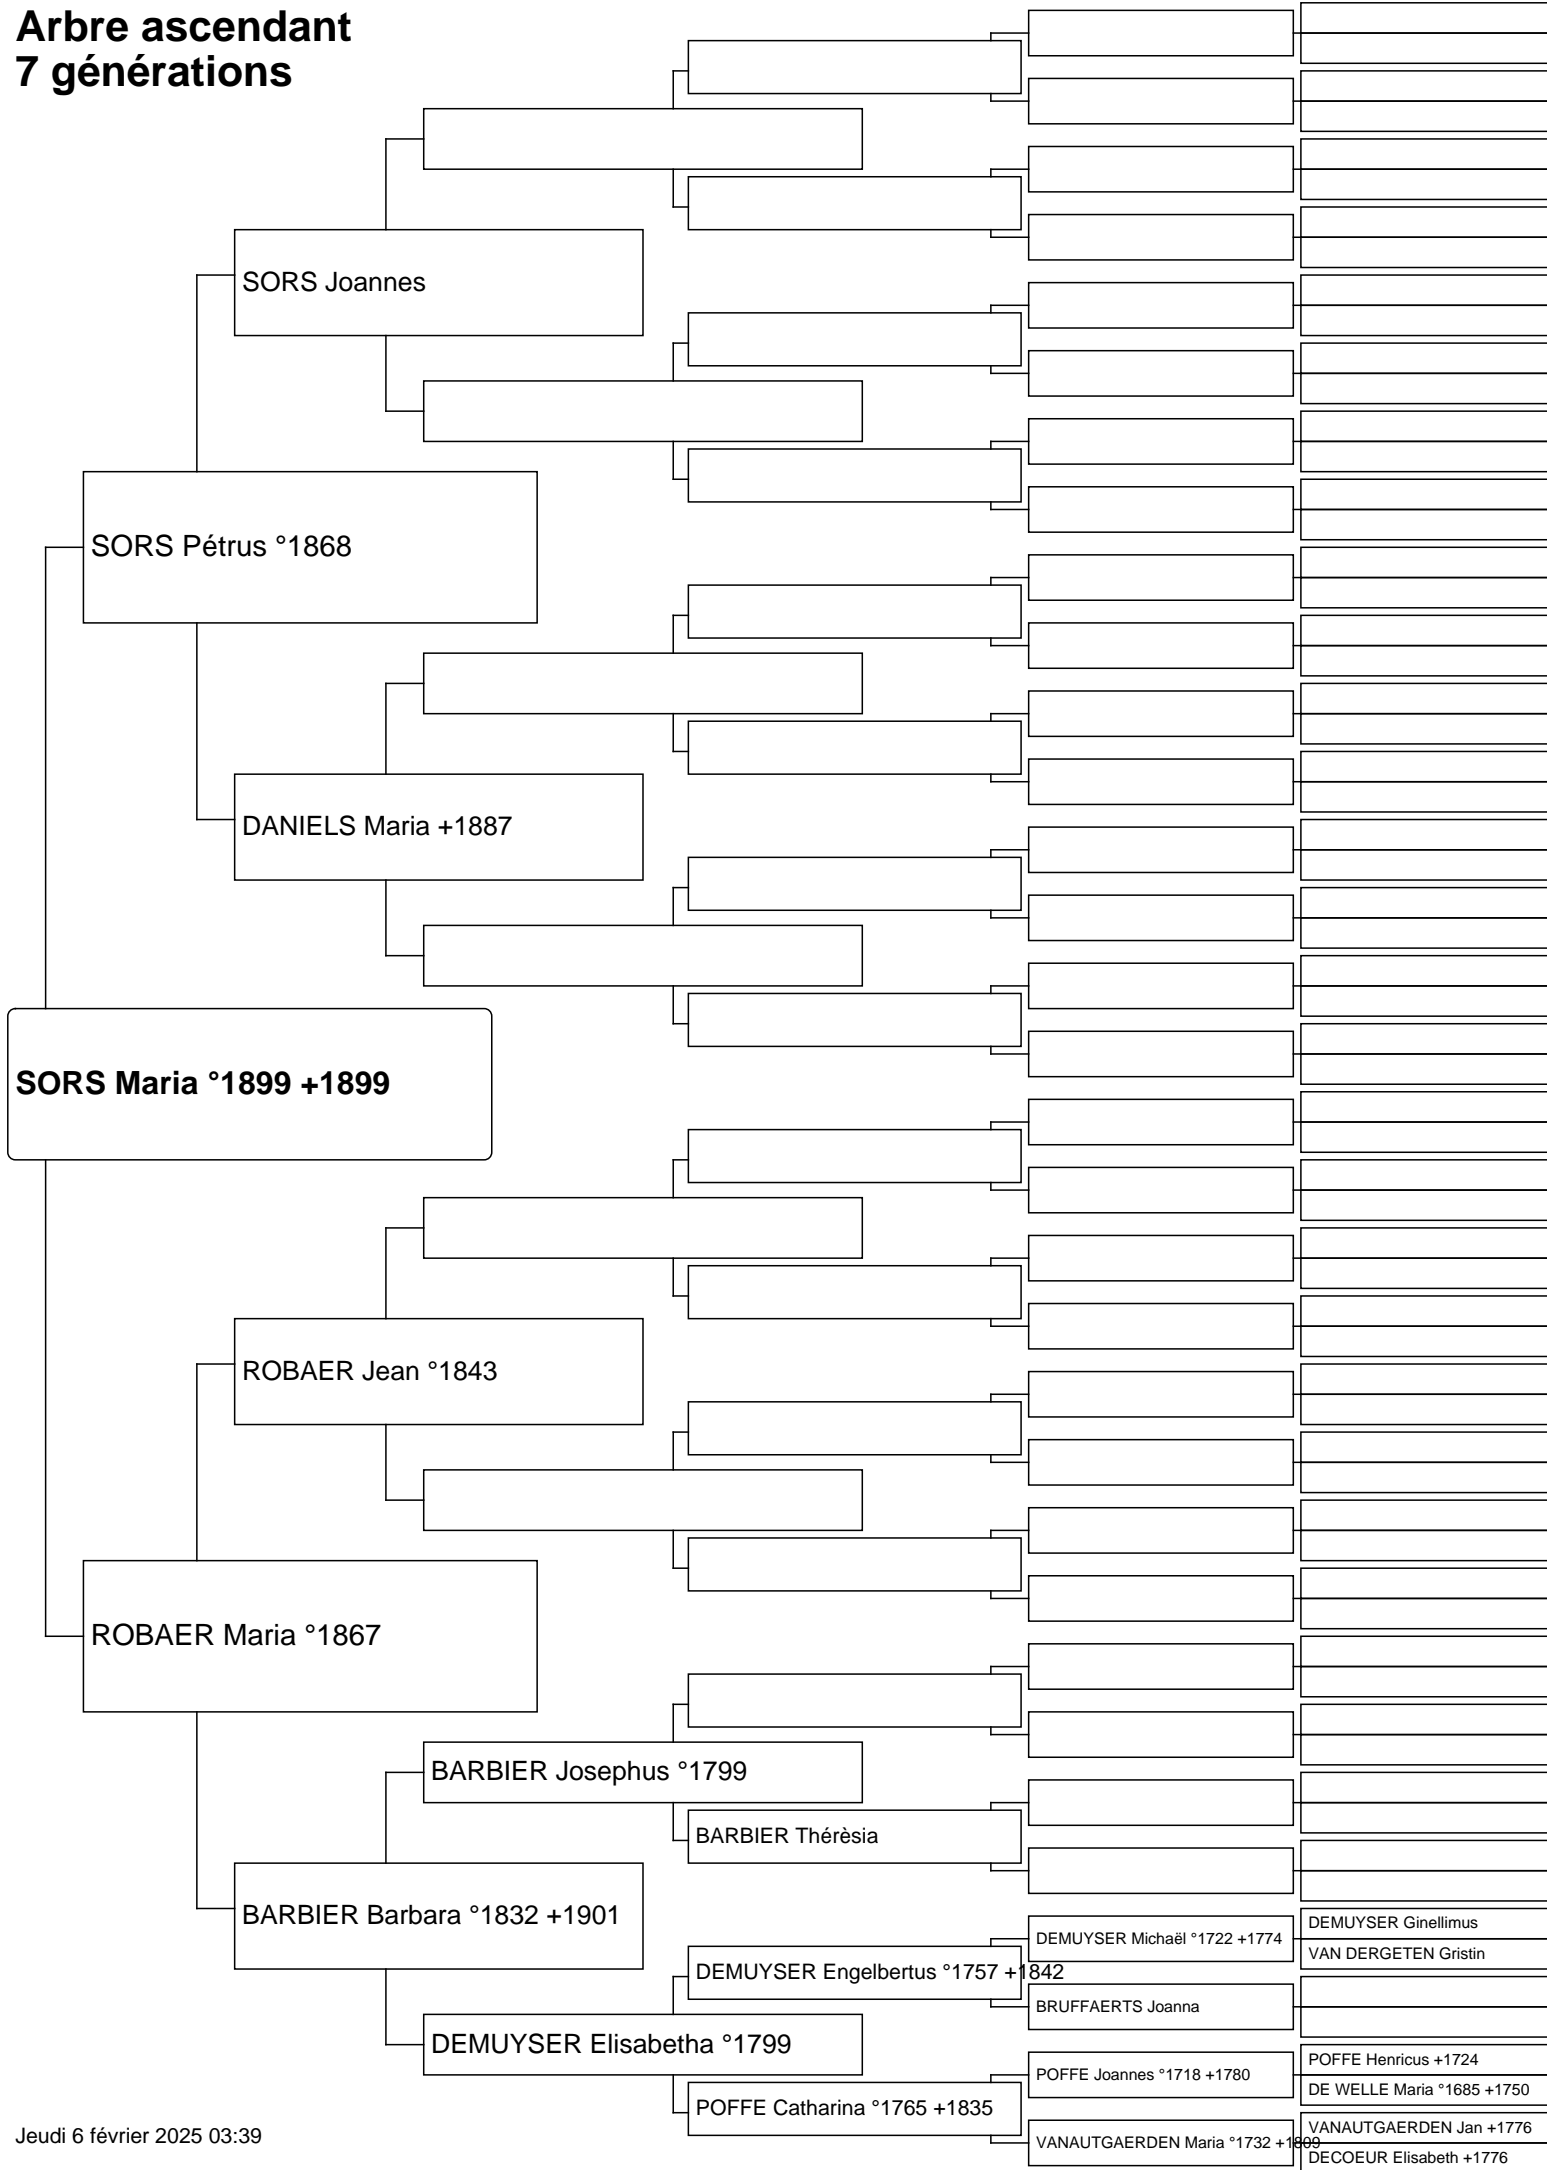 Arbre ascendant
7 générations
SORS Joannes
SORS Pétrus °1868
DANIELS Maria +1887
SORS Maria °1899 +1899
ROBAER Jean °1843
ROBAER Maria °1867
BARBIER Josephus °1799
BARBIER Thérèsia
BARBIER Barbara °1832 +1901
DEMUYSER Ginellimus
DEMUYSER Michaël °1722 +1774
VAN DERGETEN Gristin
DEMUYSER Engelbertus °1757 +1842
BRUFFAERTS Joanna
DEMUYSER Elisabetha °1799
POFFE Henricus +1724
POFFE Joannes °1718 +1780
DE WELLE Maria °1685 +1750
POFFE Catharina °1765 +1835
VANAUTGAERDEN Jan +1776
VANAUTGAERDEN Maria °1732 +1809
DECOEUR Elisabeth +1776
Jeudi 6 février 2025 03:39